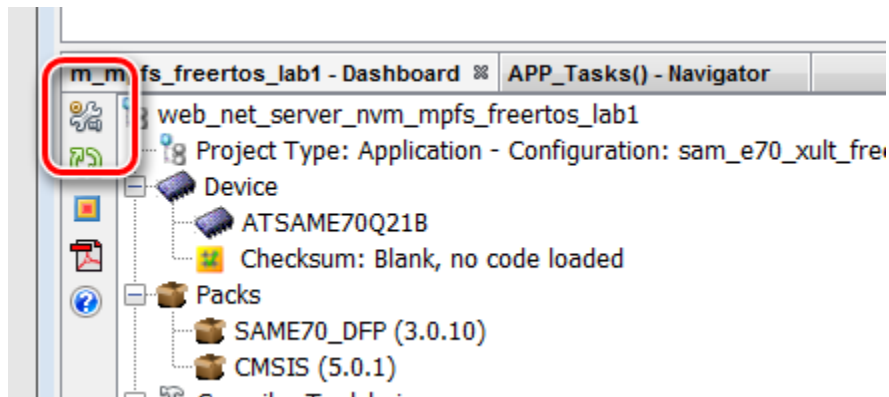 m_mpfs_freertos_lab1 - Dashboard APP_Tasks() - Navigator
web_net_server_nvm_mpfs_freertos_lab1
Project Type: Application - Configuration: sam_e70_xult_free
Device
ATSAME70Q21B
Checksum: Blank, no code loaded
Packs
SAME70_DFP (3.0.10)
CMSIS (5.0.1)